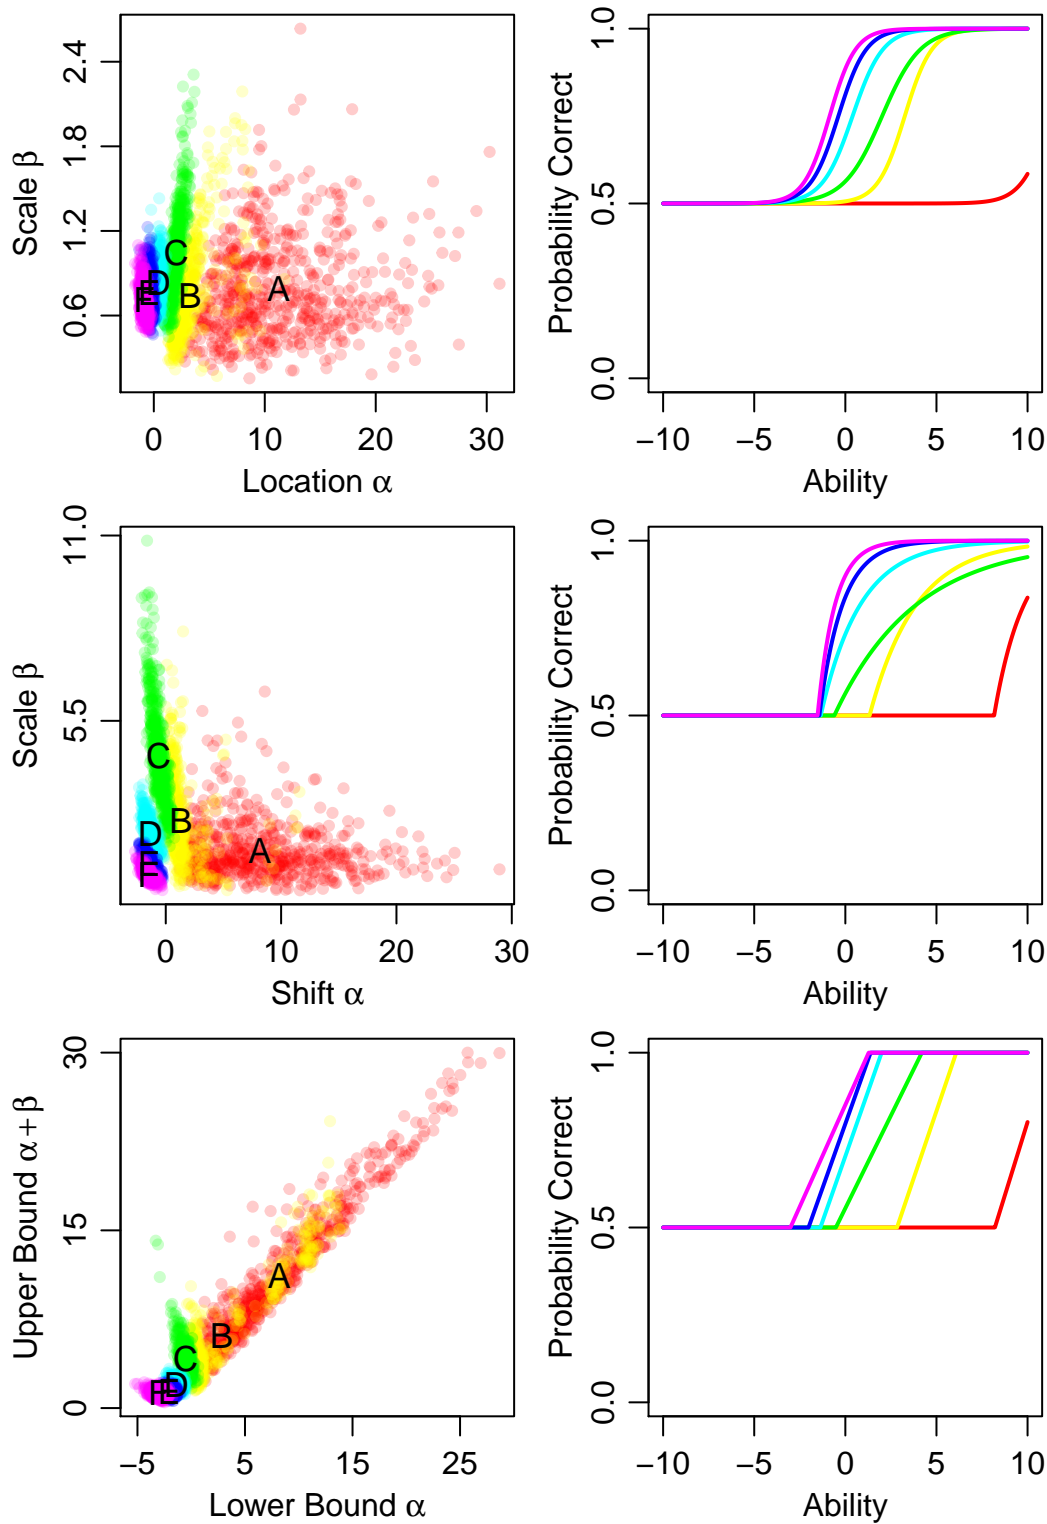 2.4
1.8
1.2
0.6
Scale β
A
B
C
D
E
F
0
10
20
30
Location α
1.0
0.5
0.0
Probability Correct
−10
−5
0
5
10
Ability
11.0
5.5
Scale β
A
B
C
D
F
0
10
20
30
Shift α
1.0
0.5
0.0
Probability Correct
−10
−5
0
5
10
Ability
30
15
0
Upper Bound α+β
A
B
C
D
E
F
−5
5
15
25
Lower Bound α
1.0
0.5
0.0
Probability Correct
−10
−5
0
5
10
Ability